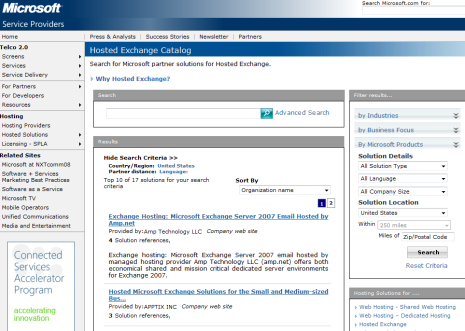 Microsoft
Search Microsoft.com for:
Service Providers
Home
Press & Analysts | Success Stories | Newsletter | Partners
Telco 2.0
Screens
Services
Service Delivery
For Partners
For Developers
Resources
Hosting
Hosting Providers
Hosted Solutions
Licensing - SPLA
Related Sites
Microsoft at NXTcomm08
Software + Services
Marketing Best Practices
Software as a Service
Microsoft TV
Mobile Operators
Unified Communications
Media and Entertainment
Connected
Services
Accelerator
Program
accelerating
innovation
Hosted Exchange Catalog
Search for Microsoft partner solutions for Hosted Exchange.
Why Hosted Exchange?
Search
Advanced Search
Results
Hide Search Criteria >>
Country/Region: United States
Partner distance: Language:
Top 10 of 17 solutions for your search
criteria
Sort By
Organization name
1 2
Exchange Hosting: Microsoft Exchange Server 2007 Email Hosted by
Amp.net
Provided by:Amp Technology LLC Company web site
4 Solution references,
Exchange hosting: Microsoft Exchange Server 2007 email hosted by
managed hosting provider Amp Technology LLC (amp.net) offers both
economical shared and mission critical dedicated server environments
for Exchange 2007.
Hosted Microsoft Exchange Solutions for the Small and Medium-sized
Bus...
Provided by:APPTIX INC Company web site
3 Solution references,
Filter results...
by Industries
by Business Focus
By Microsoft Products
Solution Details
All Solution Type
All Language
All Company Size
Solution Location
United States
Within 250 miles
Miles of Zip/Postal Code
Search
Reset Criteria
Hosting Solutions for ....
Web Hosting - Shared Web Hosting
Web Hosting - Dedicated Hosting
Hosted Exchange